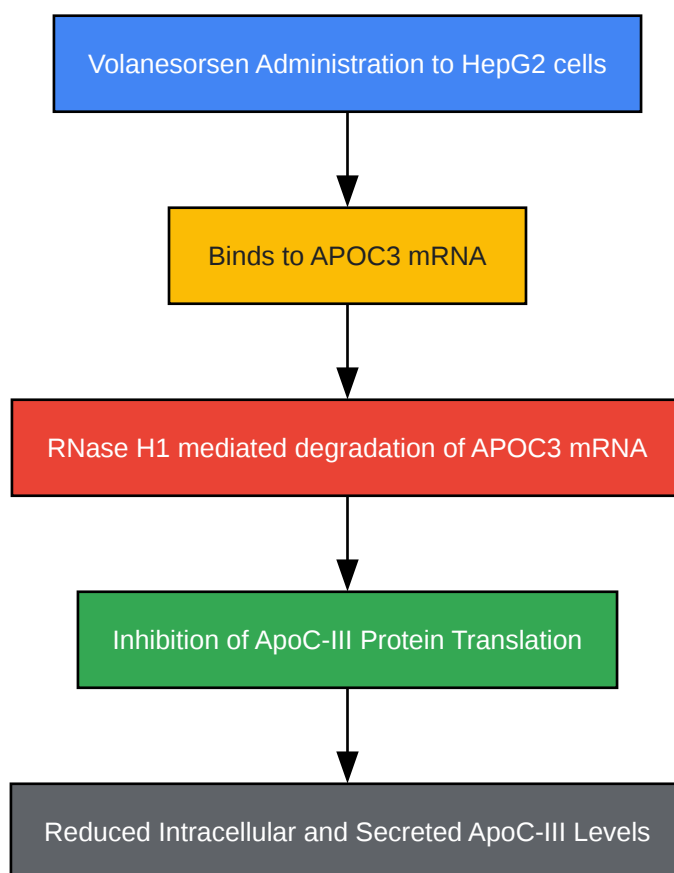 Volanesorsen Administration to HepG2 cells
Binds to APOC3 mRNA
RNase H1 mediated degradation of APOC3 mRNA
Inhibition of ApoC-III Protein Translation
Reduced Intracellular and Secreted ApoC-III Levels